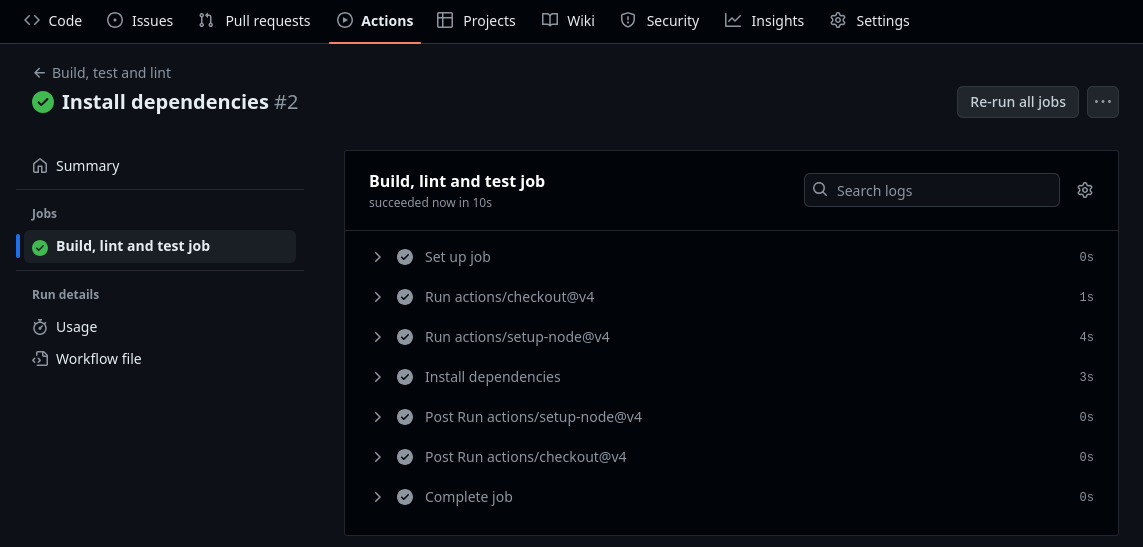 Code Issues Pull requests Actions Projects Wiki Security Insights Settings
Build, test and lint
Install dependencies #2
Re-run all jobs
Summary
Jobs
Build, lint and test job
Run details
Usage
Workflow file
Build, lint and test job
succeeded now in 10s
Search logs
Set up job 0s
Run actions/checkout@v4 1s
Run actions/setup-node@v4 4s
Install dependencies 3s
Post Run actions/setup-node@v4 0s
Post Run actions/checkout@v4 0s
Complete job 0s